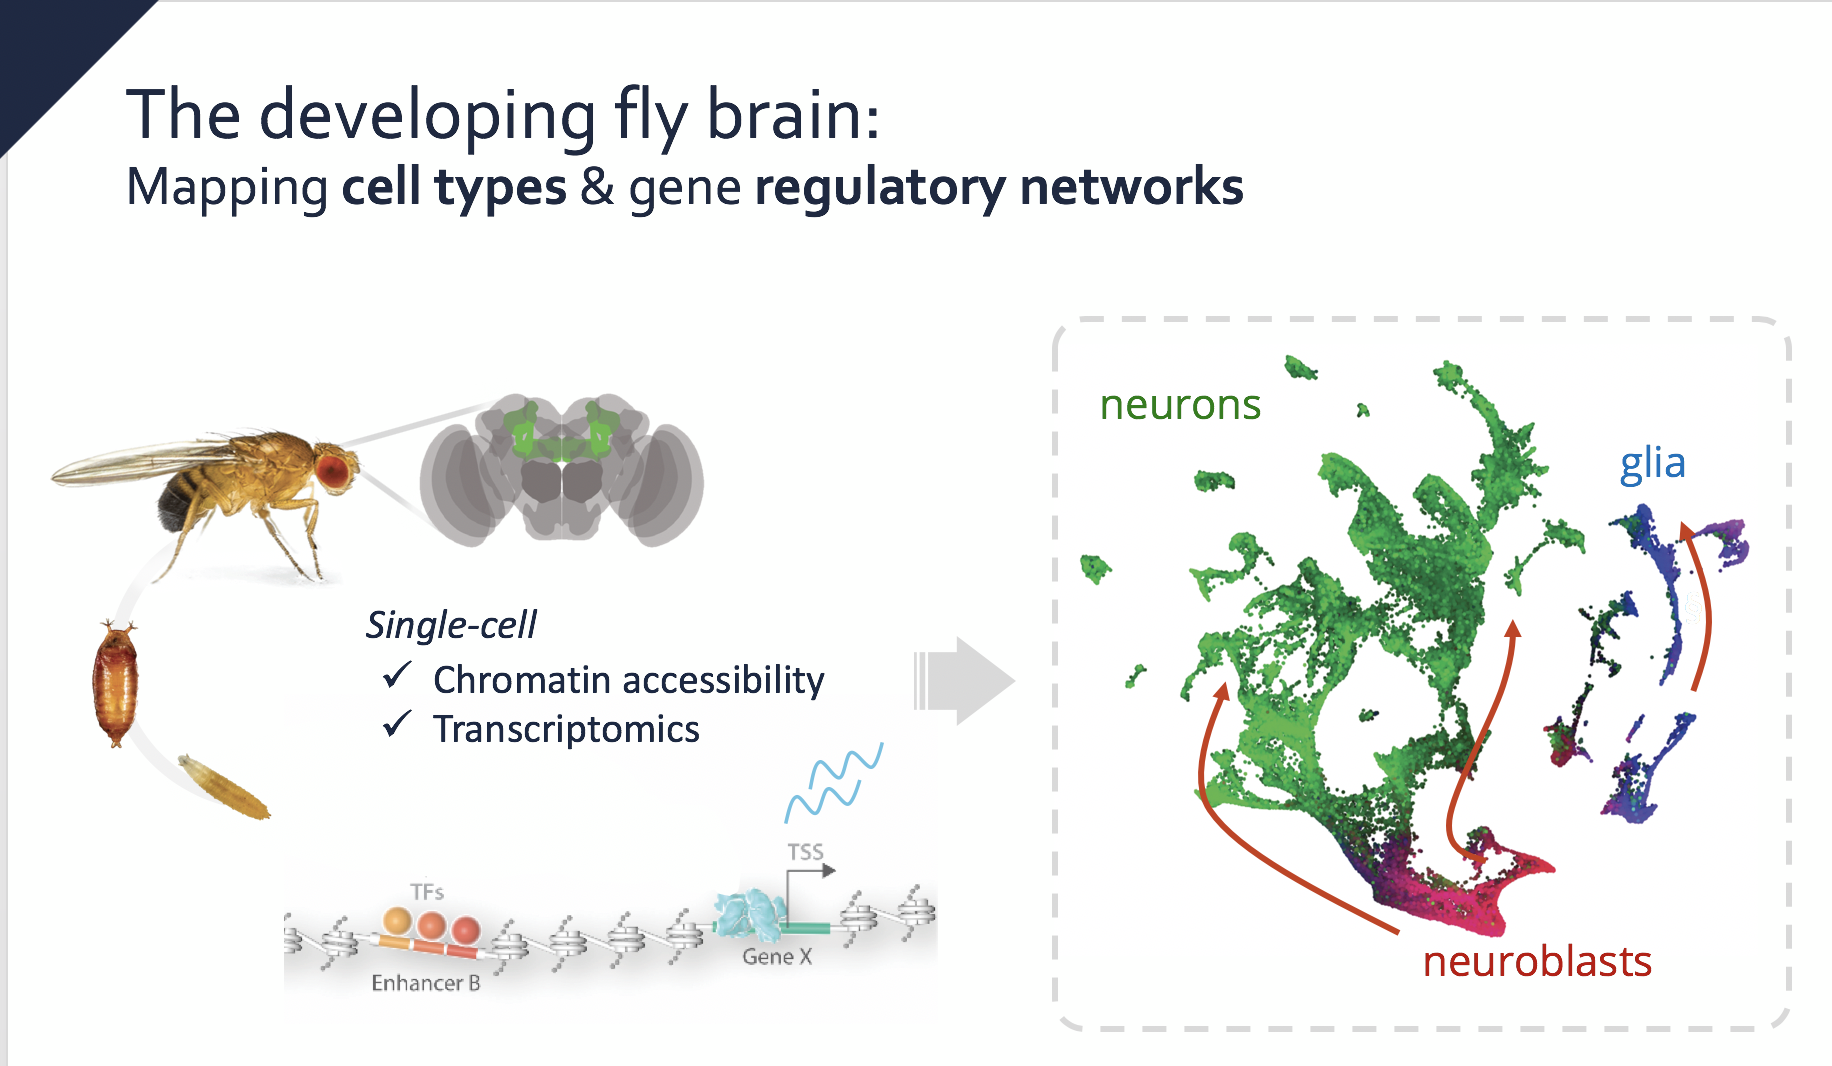 The developing fly brain:
Mapping cell types & gene regulatory networks
neurons
glia
Single-cell
✓ Chromatin accessibility
✓ Transcriptomics
TSS
TFs
Gene X
Enhancer B
neuroblasts